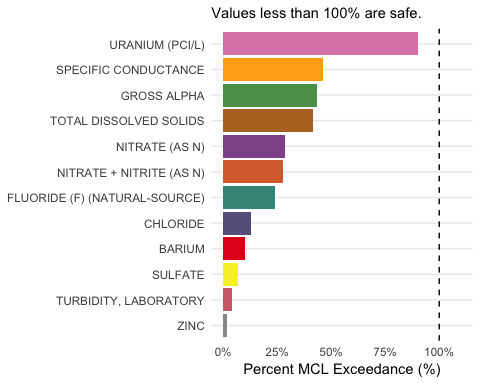 Values less than 100% are safe.
URANIUM (PCI/L)
SPECIFIC CONDUCTANCE
GROSS ALPHA
TOTAL DISSOLVED SOLIDS
NITRATE (AS N)
NITRATE + NITRITE (AS N)
FLUORIDE (F) (NATURAL-SOURCE)
CHLORIDE
BARIUM
SULFATE
TURBIDITY, LABORATORY
ZINC
0% 25% 50% 75% 100%
Percent MCL Exceedance (%)